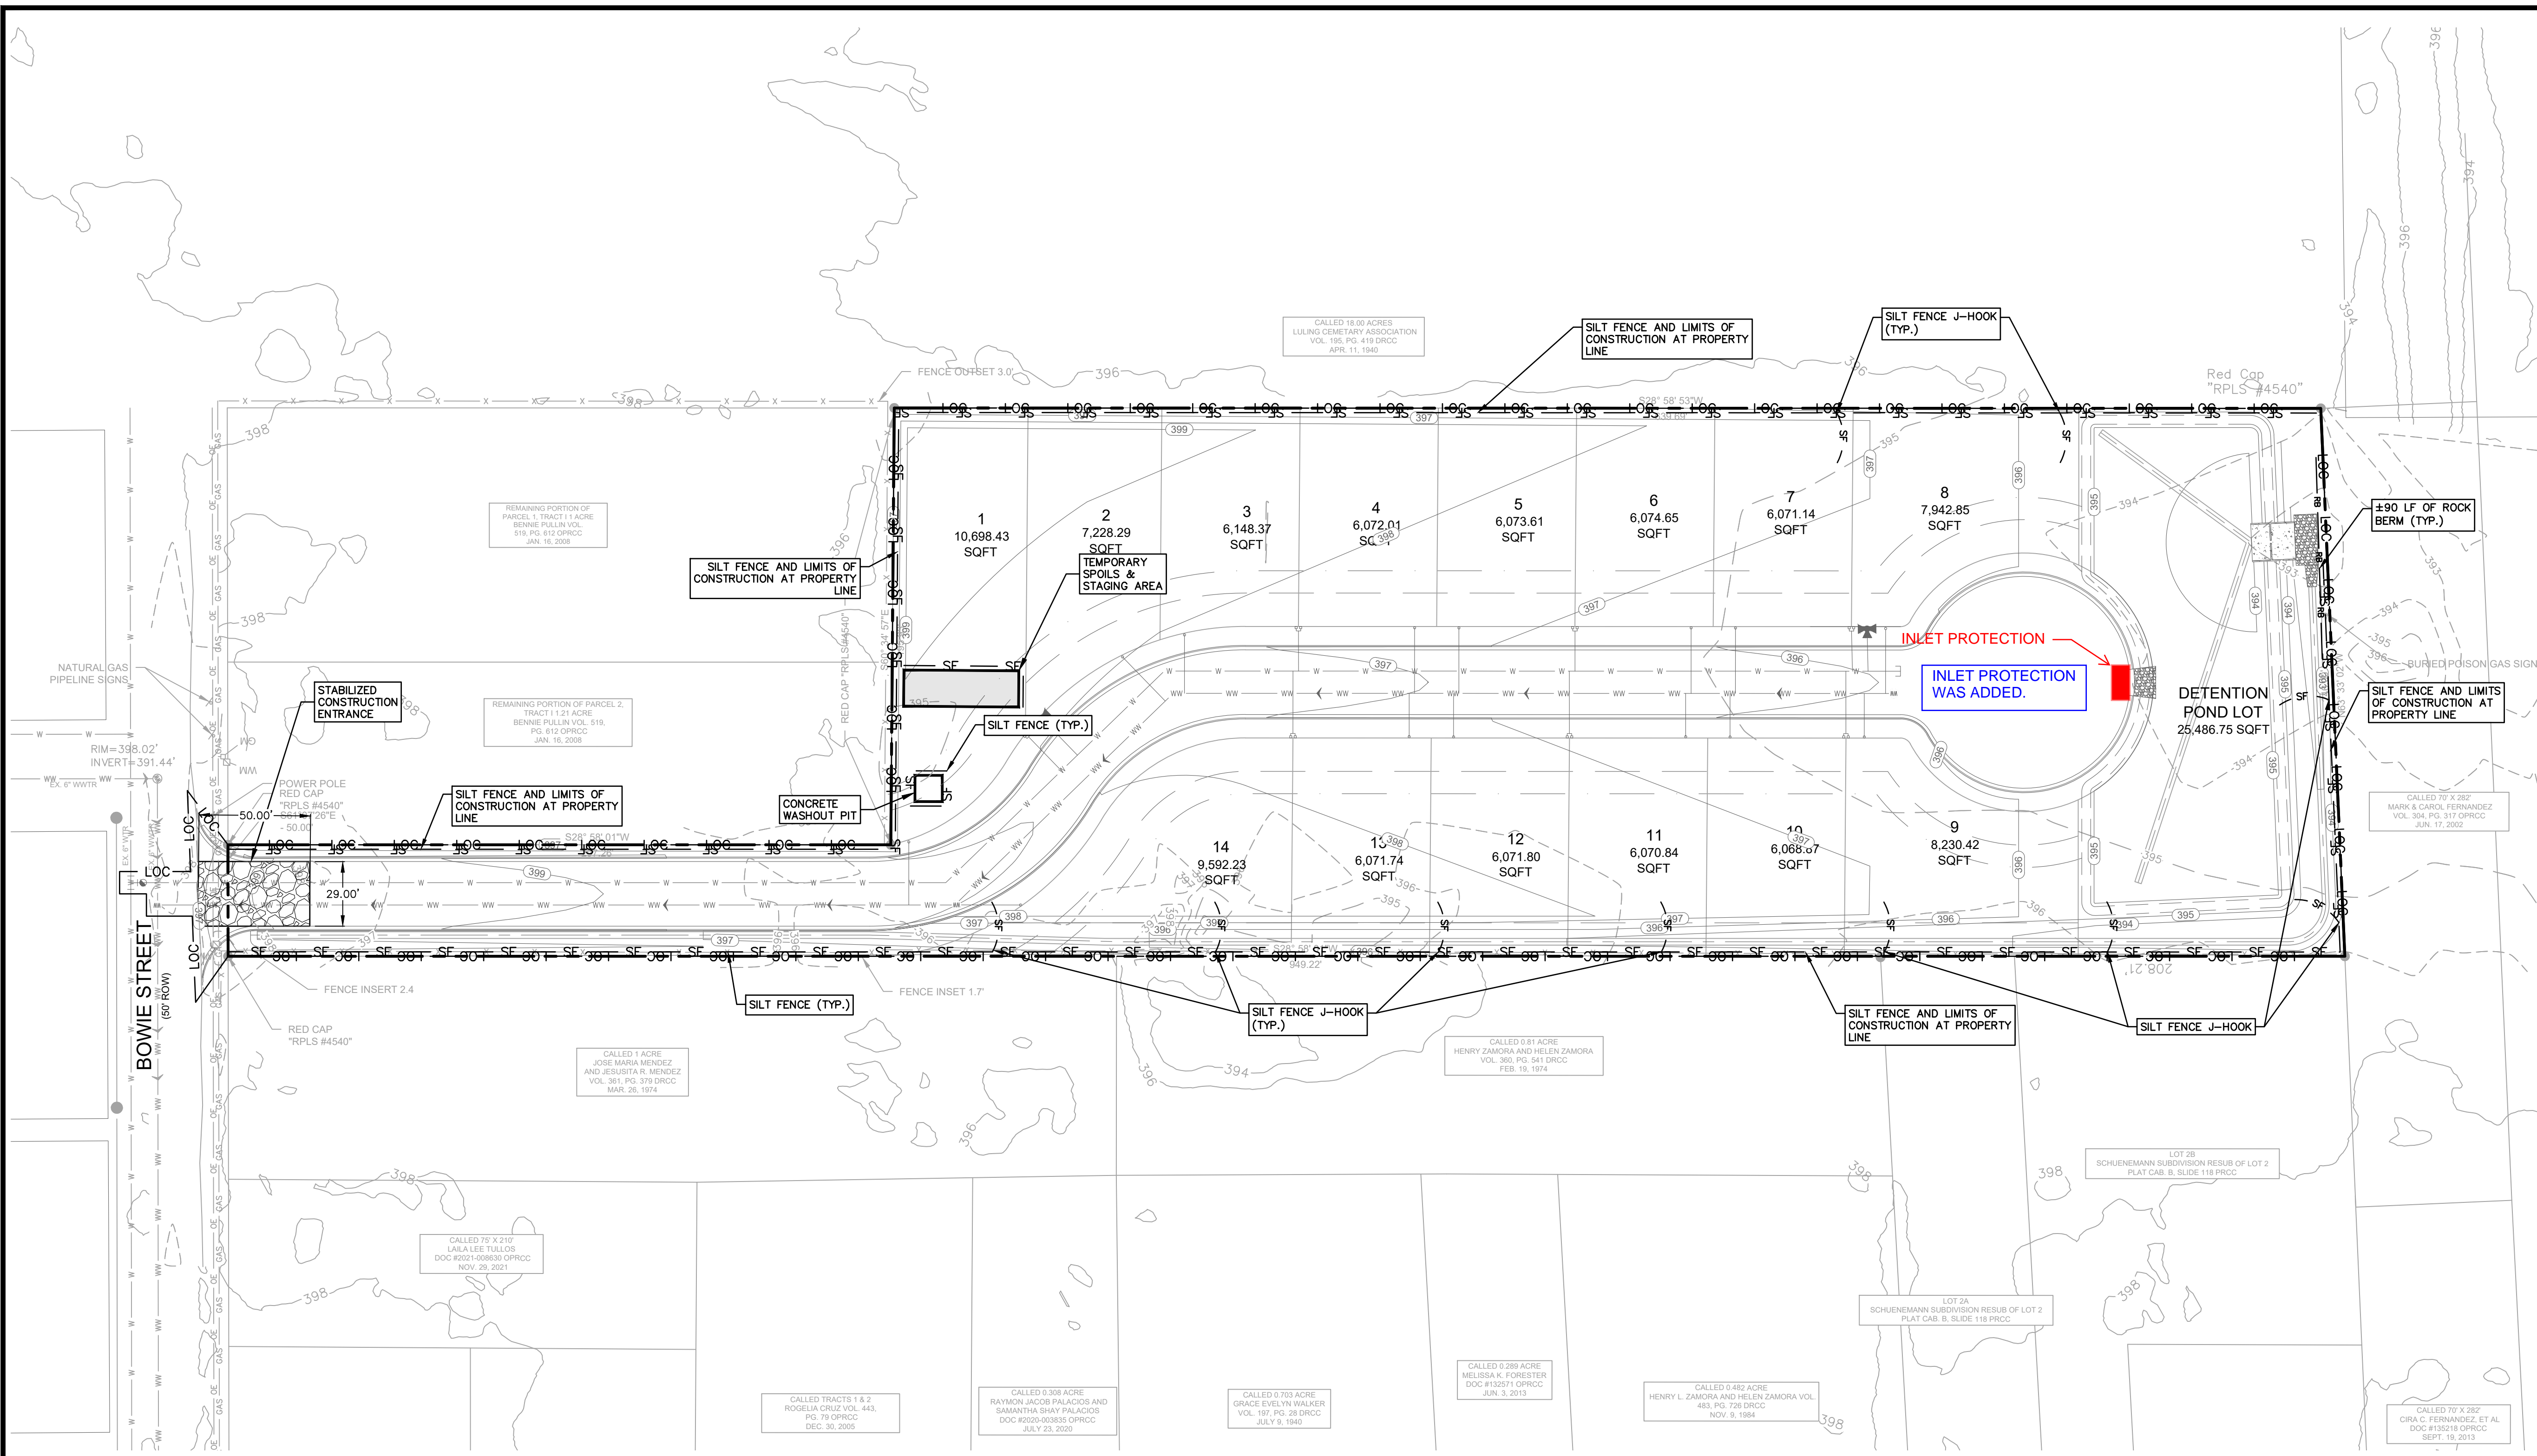 CALLED 18.00 ACRES
LULING CEMETARY ASSOCIATION
VOL. 195, PG. 419 DRCC
APR. 11, 1940
SILT FENCE AND LIMITS OF
CONSTRUCTION AT PROPERTY
LINE
SILT FENCE J-HOOK
(TYP.)
FENCE OUTSET 3.0'
Red Cap
"RPLS #4540"
S28° 58' 53"W
REMAINING PORTION OF
PARCEL 1, TRACT I 1 ACRE
BENNIE PULLIN VOL.
519, PG. 612 OPRCC
JAN. 16, 2008
SILT FENCE AND LIMITS OF
CONSTRUCTION AT PROPERTY
LINE
1
10,698.43
SQFT
2
7,228.29
SQFT
TEMPORARY
SPOILS &
STAGING AREA
3
6,148.37
SQFT
4
6,072.01
5
6,073.61
SQFT
6
6,074.65
SQFT
7
6,071.14
SQFT
8
7,942.85
SQFT
±90 LF OF ROCK
BERM (TYP.)
INLET PROTECTION
INLET PROTECTION
WAS ADDED.
BURIED POISON GAS SIGN
DETENTION
POND LOT
25,486.75 SQFT
SILT FENCE AND LIMITS
OF CONSTRUCTION AT
PROPERTY LINE
NATURAL GAS
PIPELINE SIGNS
STABILIZED
CONSTRUCTION
ENTRANCE
REMAINING PORTION OF PARCEL 2,
TRACT I 1.21 ACRE
BENNIE PULLIN VOL. 519,
PG. 612 OPRCC
JAN. 16, 2008
RED CAP "RPLS #4540"
SILT FENCE (TYP.)
RIM=398.02'
INVERT=391.44'
EX. 6" WWTR
GM
WM
POWER POLE
RED CAP
"RPLS #4540"
- 50.00'
50.00'
SILT FENCE AND LIMITS OF
CONSTRUCTION AT PROPERTY
LINE
CONCRETE
WASHOUT PIT
S28° 58' 01"W
29.00'
EX. 6" WTR
14
9,592.23
SQFT
6,071.74
SQFT
12
6,071.80
SQFT
11
6,070.84
SQFT
10
SQFT
9
8,230.42
SQFT
CALLED 70' X 282'
MARK & CAROL FERNANDEZ
VOL. 304, PG. 317 OPRCC
JUN. 17, 2002
949.22'
208.21'
BOWIE STREET
(50' ROW)
FENCE INSERT 2.4
RED CAP
"RPLS #4540"
SILT FENCE (TYP.)
FENCE INSET 1.7'
SILT FENCE J-HOOK
(TYP.)
SILT FENCE AND LIMITS OF
CONSTRUCTION AT PROPERTY
LINE
SILT FENCE J-HOOK
CALLED 1 ACRE
JOSE MARIA MENDEZ
AND JESUSITA R. MENDEZ
VOL. 361, PG. 379 DRCC
MAR. 26, 1974
CALLED 0.81 ACRE
HENRY ZAMORA AND HELEN ZAMORA
VOL. 360, PG. 541 DRCC
FEB. 19, 1974
LOT 2B
SCHUENEMANN SUBDIVISION RESUB OF LOT 2
PLAT CAB. B, SLIDE 118 PRCC
CALLED 75' X 210'
LAILA LEE TULLOS
DOC #2021-008630 OPRCC
NOV. 29, 2021
LOT 2A
SCHUENEMANN SUBDIVISION RESUB OF LOT 2
PLAT CAB. B, SLIDE 118 PRCC
CALLED TRACTS 1 & 2
ROGELIA CRUZ VOL. 443,
PG. 79 OPRCC
DEC. 30, 2005
CALLED 0.308 ACRE
RAYMON JACOB PALACIOS AND
SAMANTHA SHAY PALACIOS
DOC #2020-003835 OPRCC
JULY 23, 2020
CALLED 0.703 ACRE
GRACE EVELYN WALKER
VOL. 197, PG. 28 DRCC
JULY 9, 1940
CALLED 0.289 ACRE
MELISSA K. FORESTER
DOC #132571 OPRCC
JUN. 3, 2013
CALLED 0.482 ACRE
HENRY L. ZAMORA AND HELEN ZAMORA VOL.
483, PG. 726 DRCC
NOV. 9, 1984
CALLED 70' X 282'
CIRA C. FERNANDEZ, ET AL
DOC #135218 OPRCC
SEPT. 19, 2013